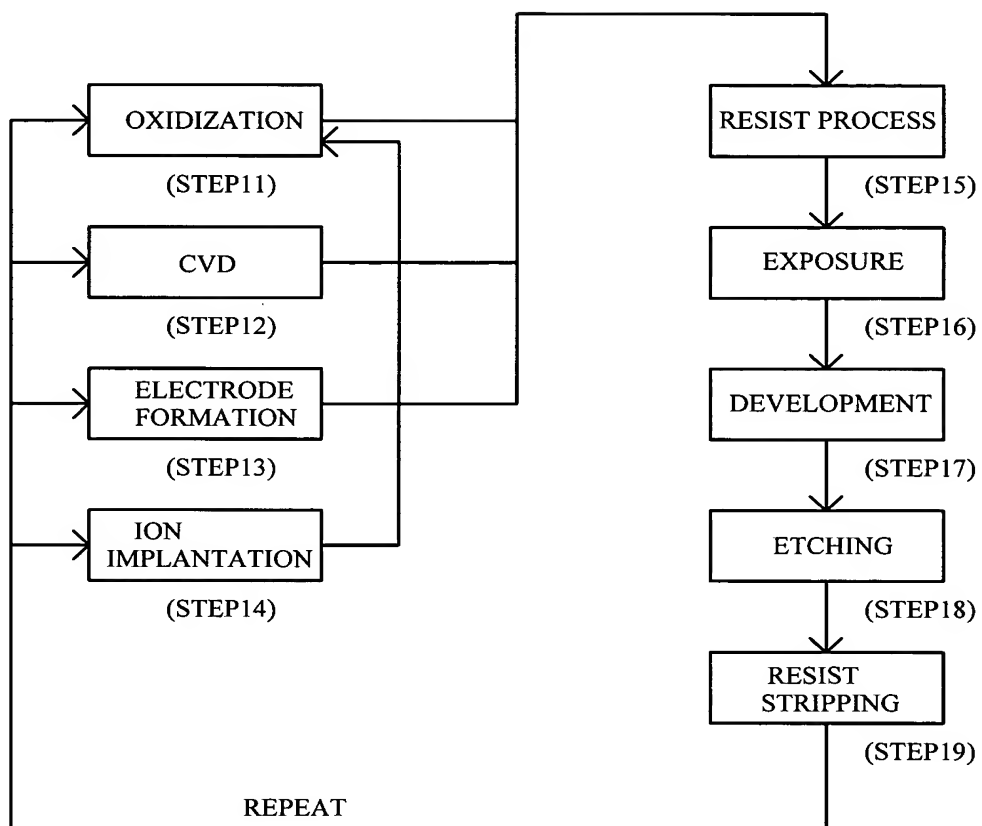 OXIDIZATION
(STEP11)
CVD
(STEP12)
ELECTRODE
FORMATION
(STEP13)
ION
IMPLANTATION
(STEP14)
RESIST PROCESS
(STEP15)
EXPOSURE
(STEP16)
DEVELOPMENT
(STEP17)
ETCHING
(STEP18)
RESIST
STRIPPING
(STEP19)
REPEAT